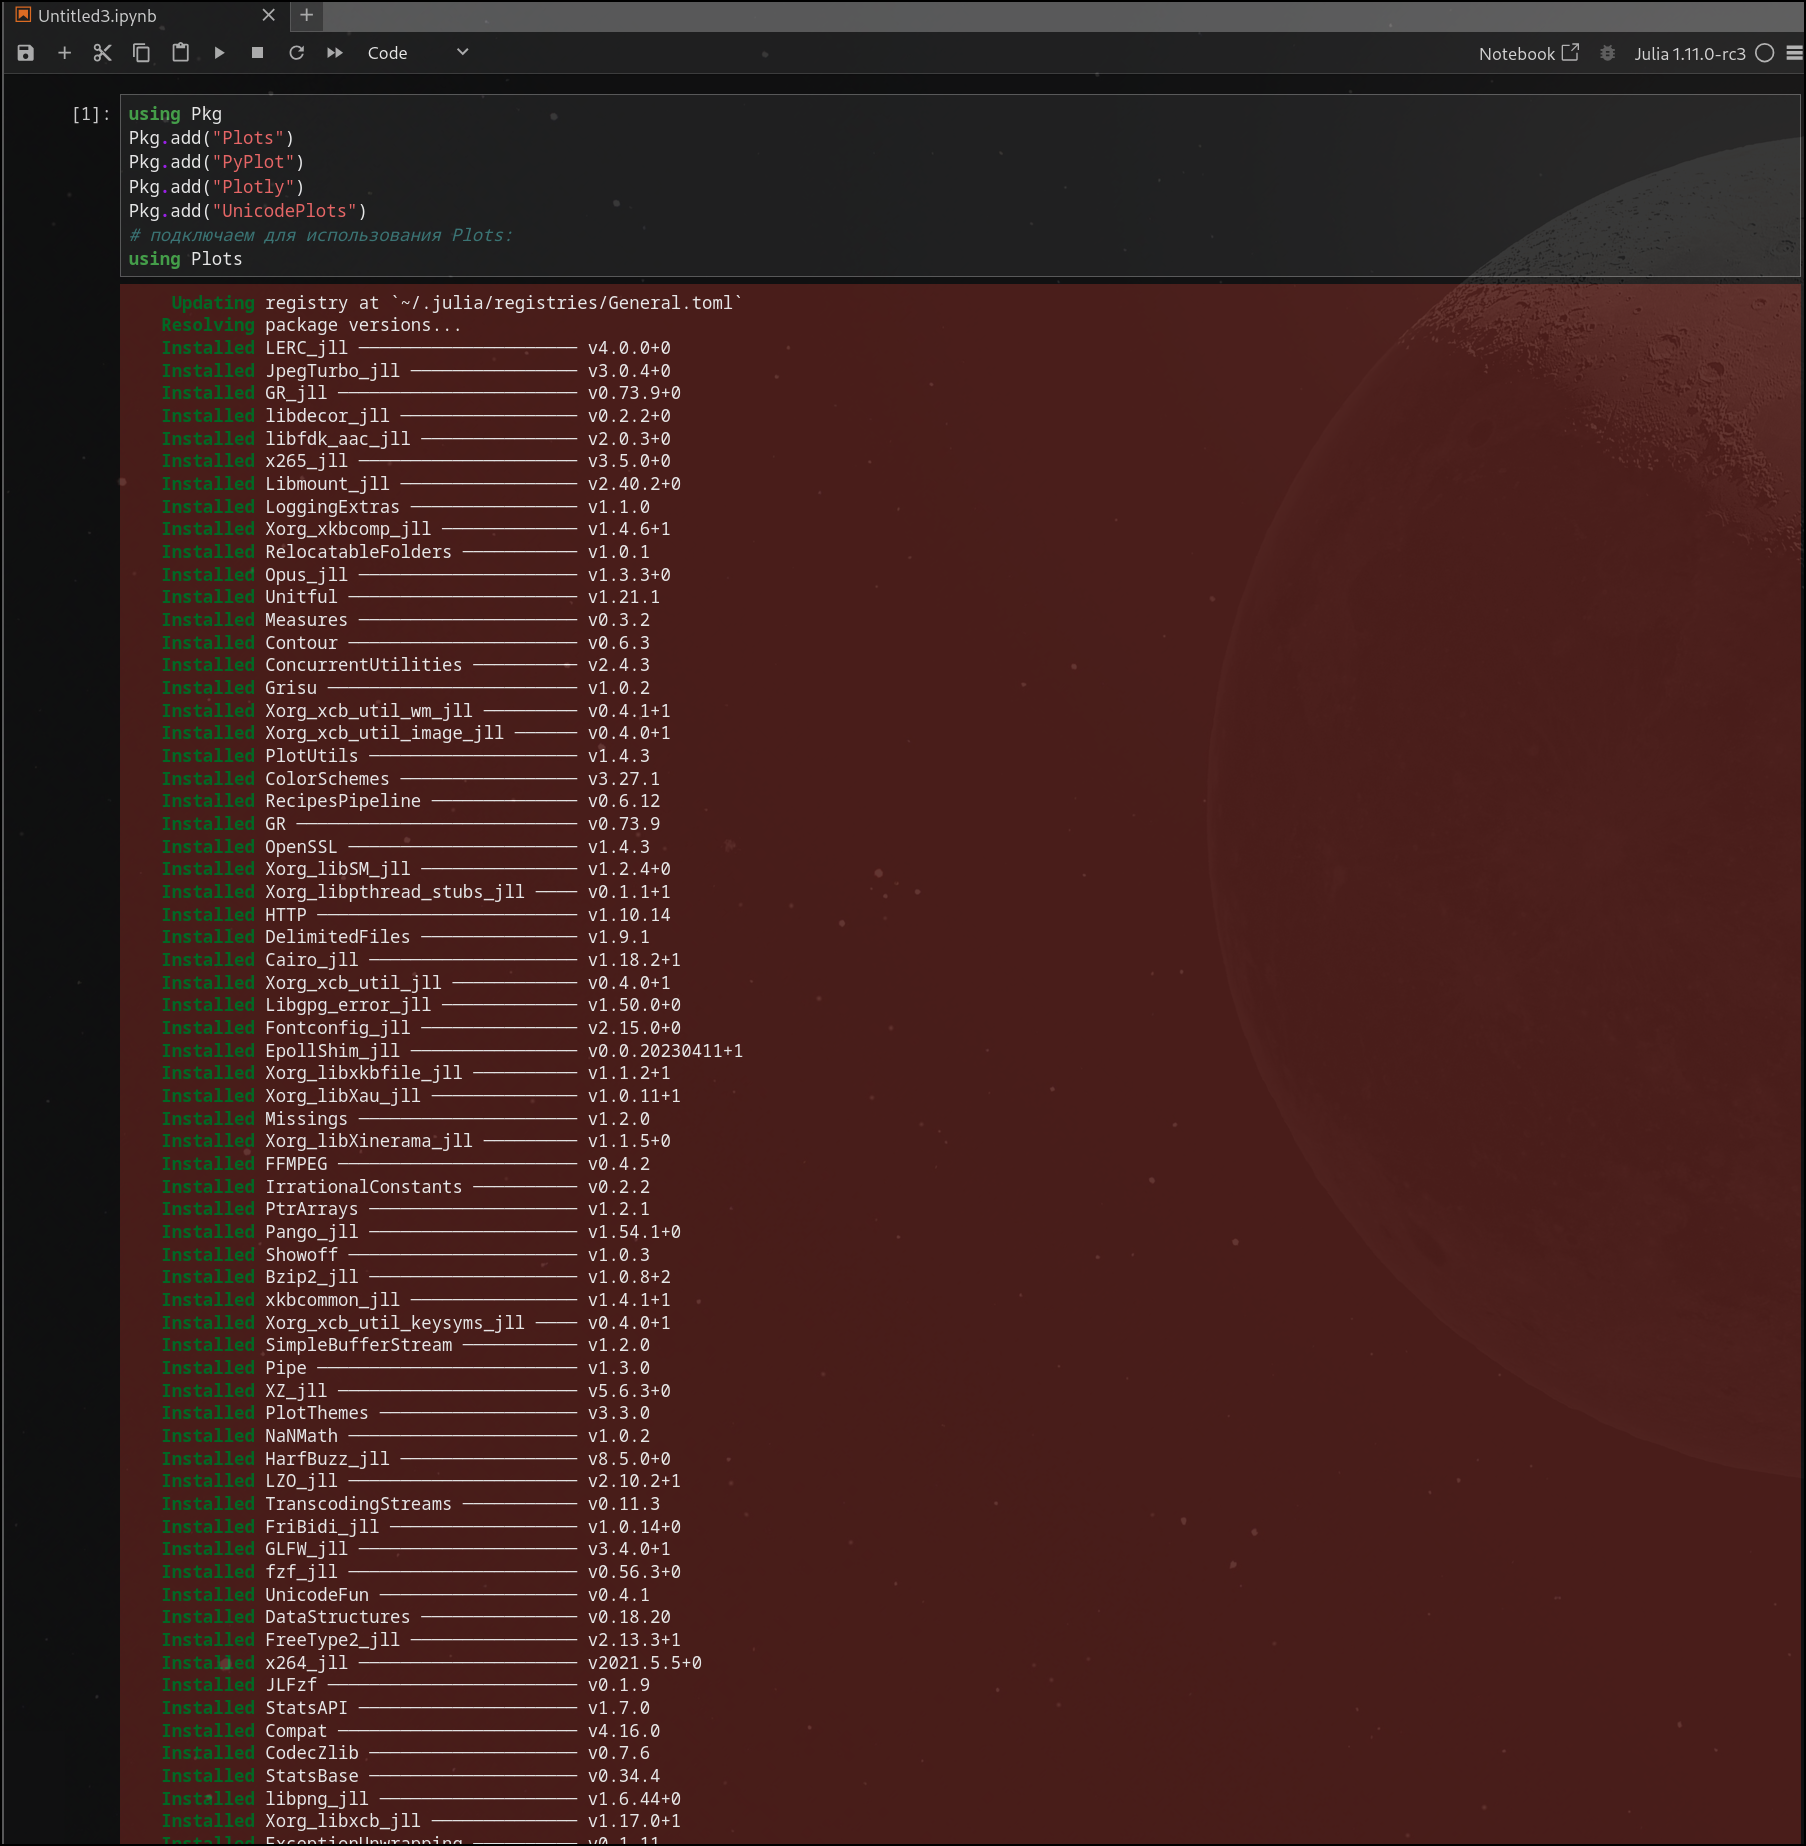 Untitled3.ipynb
Code
Notebook
Julia 1.11.0-rc3
[1]:
using Pkg
Pkg.add("Plots")
Pkg.add("PyPlot")
Pkg.add("Plotly")
Pkg.add("UnicodePlots")
# подключаем для использования Plots:
using Plots
Updating registry at `~/.julia/registries/General.toml`
Resolving package versions...
Installed LERC_jll ───────────────────── v4.0.0+0
Installed JpegTurbo_jll ──────────────── v3.0.4+0
Installed GR_jll ─────────────────────── v0.73.9+0
Installed libdecor_jll ───────────────── v0.2.2+0
Installed libfdk_aac_jll ─────────────── v2.0.3+0
Installed x265_jll ───────────────────── v3.5.0+0
Installed Libmount_jll ───────────────── v2.40.2+0
Installed LoggingExtras ──────────────── v1.1.0
Installed Xorg_xkbcomp_jll ───────────── v1.4.6+1
Installed RelocatableFolders ─────────── v1.0.1
Installed Opus_jll ───────────────────── v1.3.3+0
Installed Unitful ────────────────────── v1.21.1
Installed Measures ───────────────────── v0.3.2
Installed Contour ────────────────────── v0.6.3
Installed ConcurrentUtilities ────────── v2.4.3
Installed Grisu ──────────────────────── v1.0.2
Installed Xorg_xcb_util_wm_jll ───────── v0.4.1+1
Installed Xorg_xcb_util_image_jll ────── v0.4.0+1
Installed PlotUtils ──────────────────── v1.4.3
Installed ColorSchemes ───────────────── v3.27.1
Installed RecipesPipeline ────────────── v0.6.12
Installed GR ─────────────────────────── v0.73.9
Installed OpenSSL ────────────────────── v1.4.3
Installed Xorg_libSM_jll ─────────────── v1.2.4+0
Installed Xorg_libpthread_stubs_jll ──── v0.1.1+1
Installed HTTP ───────────────────────── v1.10.14
Installed DelimitedFiles ─────────────── v1.9.1
Installed Cairo_jll ──────────────────── v1.18.2+1
Installed Xorg_xcb_util_jll ──────────── v0.4.0+1
Installed Libgpg_error_jll ───────────── v1.50.0+0
Installed Fontconfig_jll ─────────────── v2.15.0+0
Installed EpollShim_jll ──────────────── v0.0.20230411+1
Installed Xorg_libxkbfile_jll ────────── v1.1.2+1
Installed Xorg_libXau_jll ────────────── v1.0.11+1
Installed Missings ───────────────────── v1.2.0
Installed Xorg_libXinerama_jll ───────── v1.1.5+0
Installed FFMPEG ─────────────────────── v0.4.2
Installed IrrationalConstants ────────── v0.2.2
Installed PtrArrays ──────────────────── v1.2.1
Installed Pango_jll ──────────────────── v1.54.1+0
Installed Showoff ────────────────────── v1.0.3
Installed Bzip2_jll ──────────────────── v1.0.8+2
Installed xkbcommon_jll ──────────────── v1.4.1+1
Installed Xorg_xcb_util_keysyms_jll ──── v0.4.0+1
Installed SimpleBufferStream ─────────── v1.2.0
Installed Pipe ───────────────────────── v1.3.0
Installed XZ_jll ─────────────────────── v5.6.3+0
Installed PlotThemes ─────────────────── v3.3.0
Installed NaNMath ────────────────────── v1.0.2
Installed HarfBuzz_jll ───────────────── v8.5.0+0
Installed LZO_jll ────────────────────── v2.10.2+1
Installed TranscodingStreams ─────────── v0.11.3
Installed FriBidi_jll ────────────────── v1.0.14+0
Installed GLFW_jll ───────────────────── v3.4.0+1
Installed fzf_jll ────────────────────── v0.56.3+0
Installed UnicodeFun ─────────────────── v0.4.1
Installed DataStructures ─────────────── v0.18.20
Installed FreeType2_jll ──────────────── v2.13.3+1
Installed x264_jll ───────────────────── v2021.5.5+0
Installed JLFzf ──────────────────────── v0.1.9
Installed StatsAPI ───────────────────── v1.7.0
Installed Compat ─────────────────────── v4.16.0
Installed CodecZlib ──────────────────── v0.7.6
Installed StatsBase ──────────────────── v0.34.4
Installed libpng_jll ─────────────────── v1.6.44+0
Installed Xorg_libxcb_jll ────────────── v1.17.0+1
Installed ExceptionUnwrapping ────────── v0.1.11